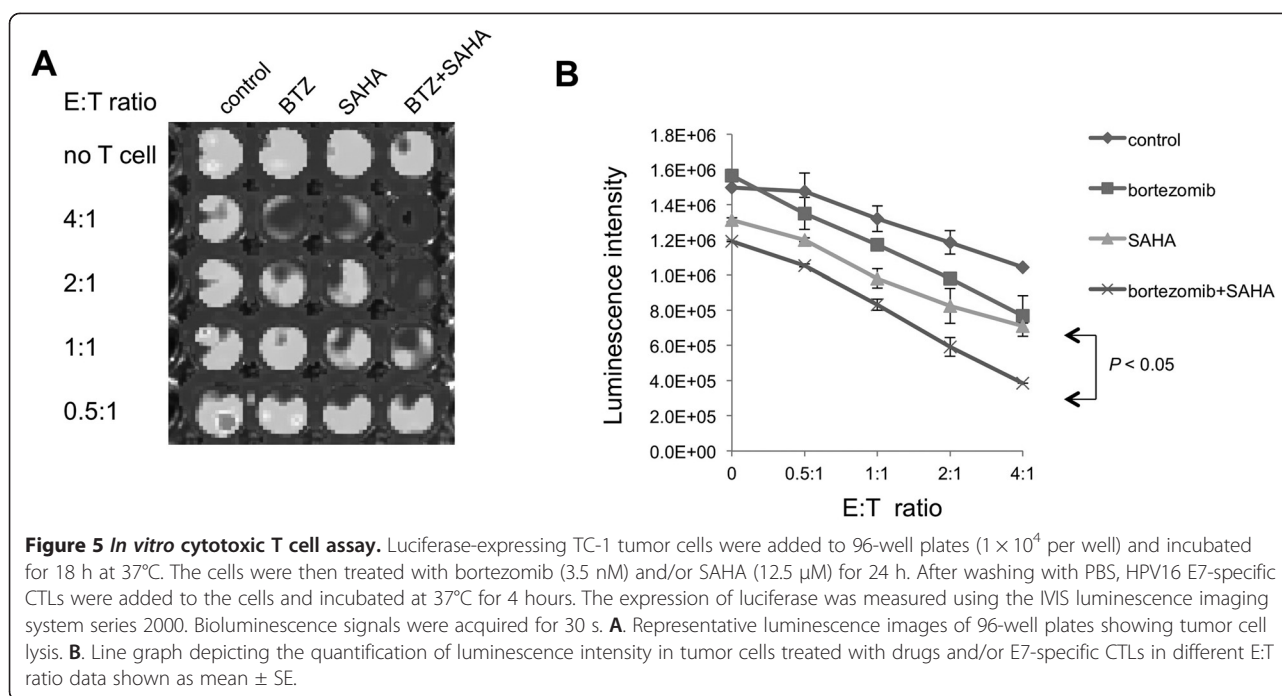 A
E:T ratio
control
BTZ
SAHA
BTZ+SAHA
no T cell
4:1
2:1
1:1
0.5:1
B
Luminescence intensity
1.8E+06
1.6E+06
1.4E+06
1.2E+06
1.0E+06
8.0E+05
6.0E+05
4.0E+05
2.0E+05
0.0E+00
0
0.5:1
1:1
2:1
4:1
E:T ratio
control
bortezomib
SAHA
bortezomib+SAHA
P < 0.05
Figure 5 In vitro cytotoxic T cell assay. Luciferase-expressing TC-1 tumor cells were added to 96-well plates (1 × 10⁴ per well) and incubated
for 18 h at 37°C. The cells were then treated with bortezomib (3.5 nM) and/or SAHA (12.5 μM) for 24 h. After washing with PBS, HPV16 E7-specific
CTLs were added to the cells and incubated at 37°C for 4 hours. The expression of luciferase was measured using the IVIS luminescence imaging
system series 2000. Bioluminescence signals were acquired for 30 s. A. Representative luminescence images of 96-well plates showing tumor cell
lysis. B. Line graph depicting the quantification of luminescence intensity in tumor cells treated with drugs and/or E7-specific CTLs in different E:T
ratio data shown as mean ± SE.